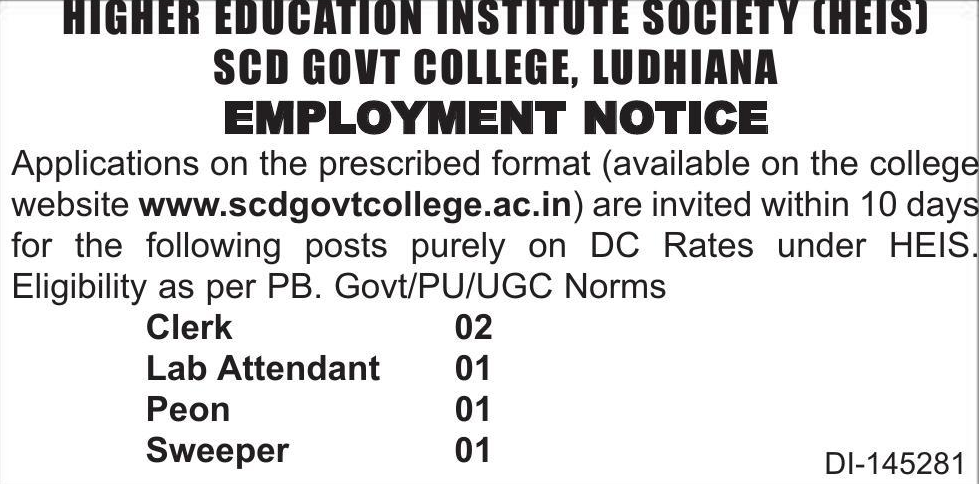 HIGHER EDUCATION INSTITUTE SOCIETY (HEIS)
SCD GOVT COLLEGE, LUDHIANA
EMPLOYMENT NOTICE
Applications on the prescribed format (available on the college
website www.scdgovtcollege.ac.in) are invited within 10 days
for the following posts purely on DC Rates under HEIS.
Eligibility as per PB. Govt/PU/UGC Norms
Clerk 02
Lab Attendant 01
Peon 01
Sweeper 01
DI-145281